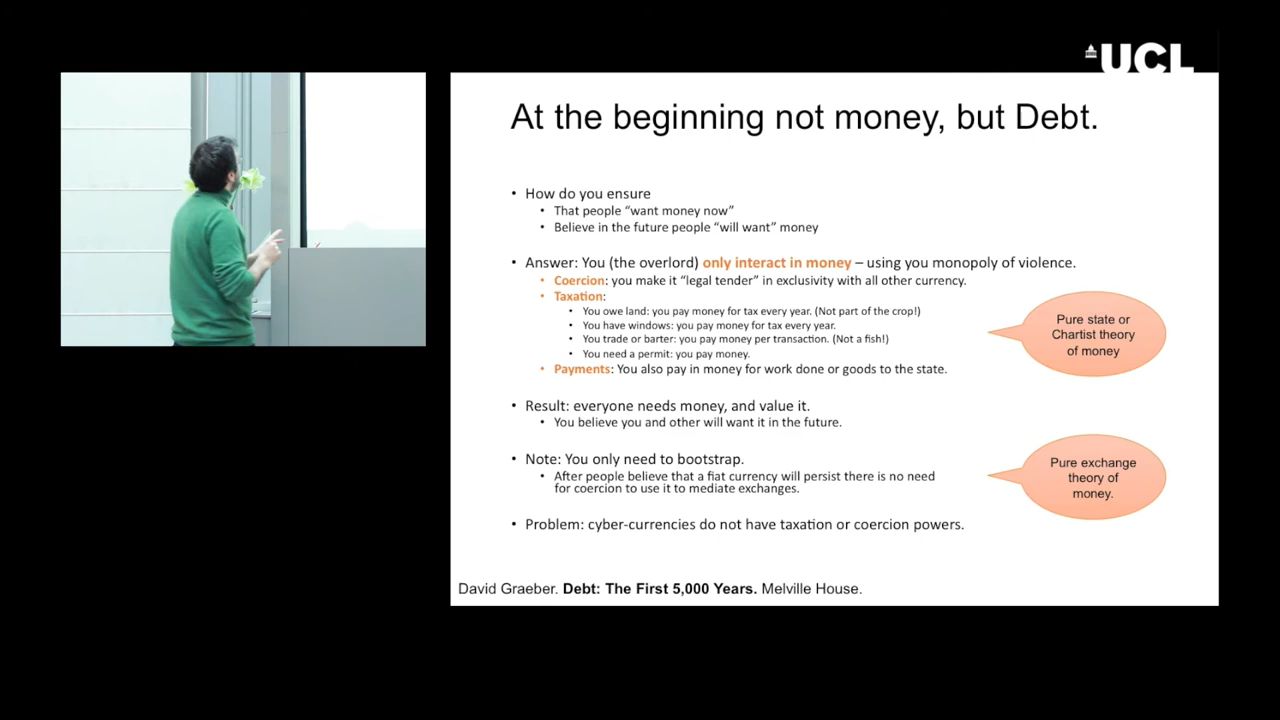 UCL
At the beginning not money, but Debt.
• How do you ensure
• That people “want money now”
• Believe in the future people “will want” money
• Answer: You (the overlord) only interact in money – using you monopoly of violence.
• Coercion: you make it “legal tender” in exclusivity with all other currency.
• Taxation:
• You owe land: you pay money for tax every year. (Not part of the crop!)
• You have windows: you pay money for tax every year.
• You trade or barter: you pay money per transaction. (Not a fish!)
• You need a permit: you pay money.
• Payments: You also pay in money for work done or goods to the state.
Pure state or
Chartist theory
of money
• Result: everyone needs money, and value it.
• You believe you and other will want it in the future.
• Note: You only need to bootstrap.
• After people believe that a fiat currency will persist there is no need
for coercion to use it to mediate exchanges.
Pure exchange
theory of
money.
• Problem: cyber-currencies do not have taxation or coercion powers.
David Graeber. Debt: The First 5,000 Years. Melville House.